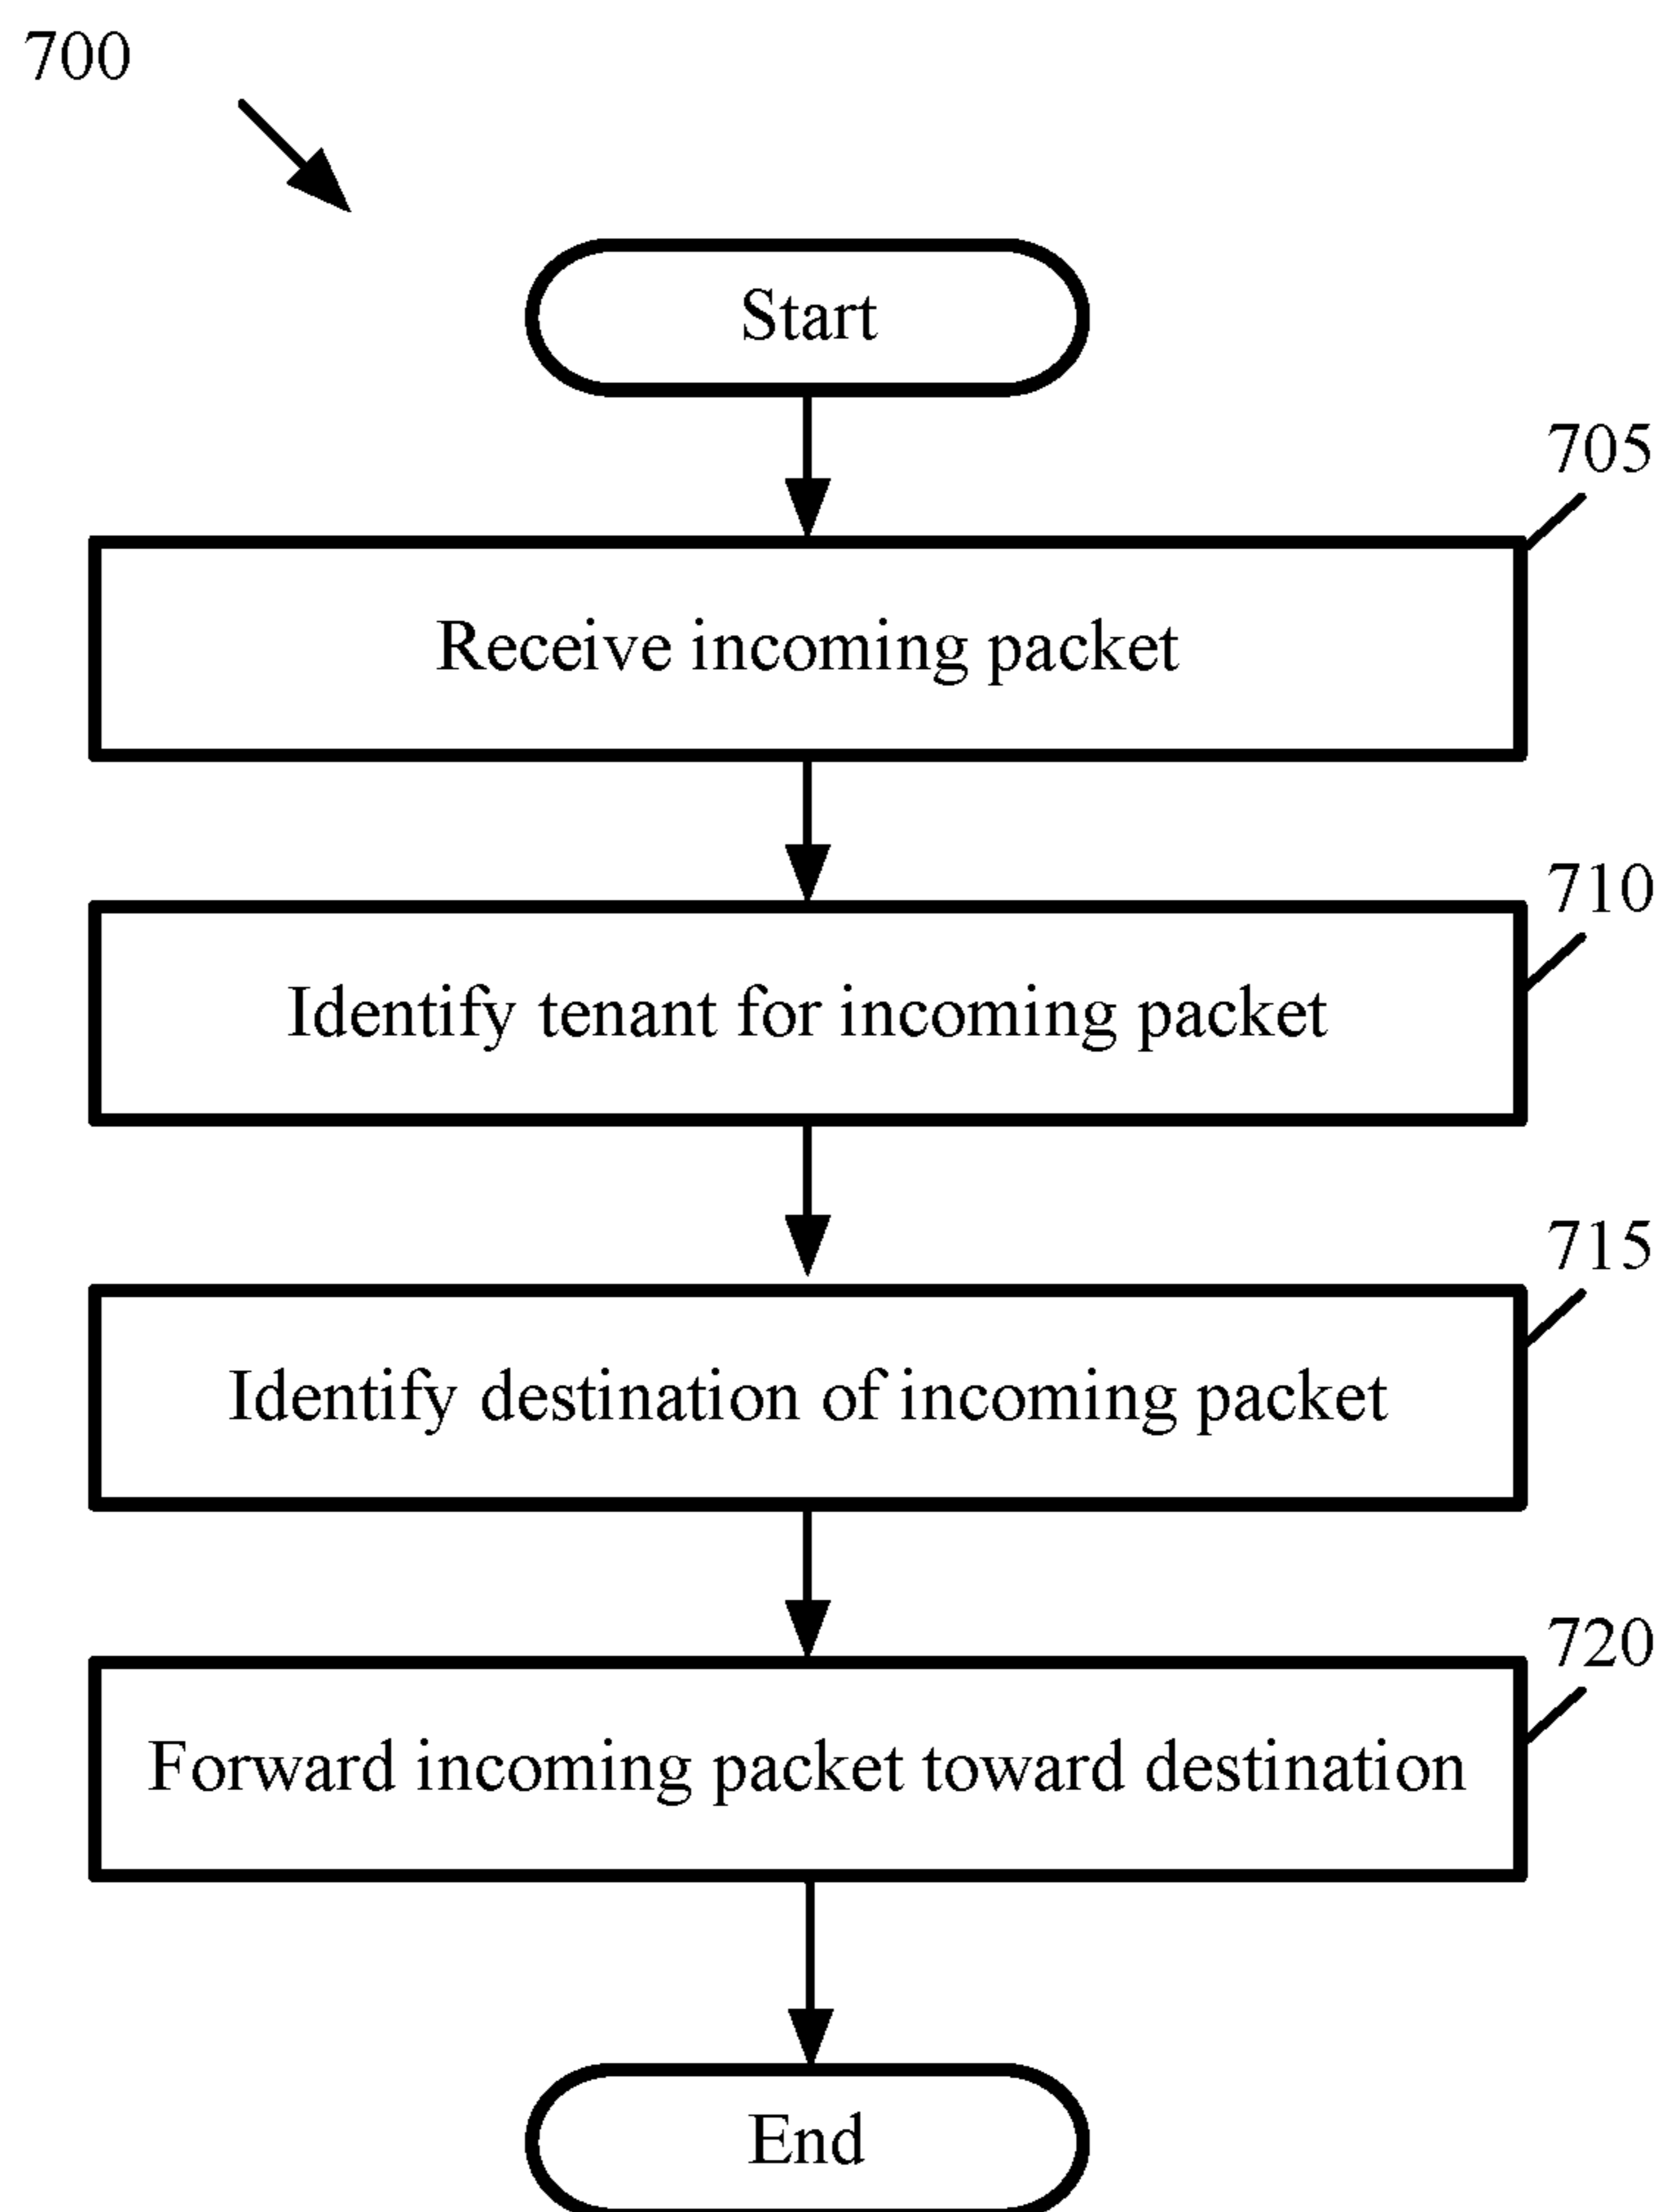 700
Start
705
Receive incoming packet
710
Identify tenant for incoming packet
715
Identify destination of incoming packet
720
Forward incoming packet toward destination
End